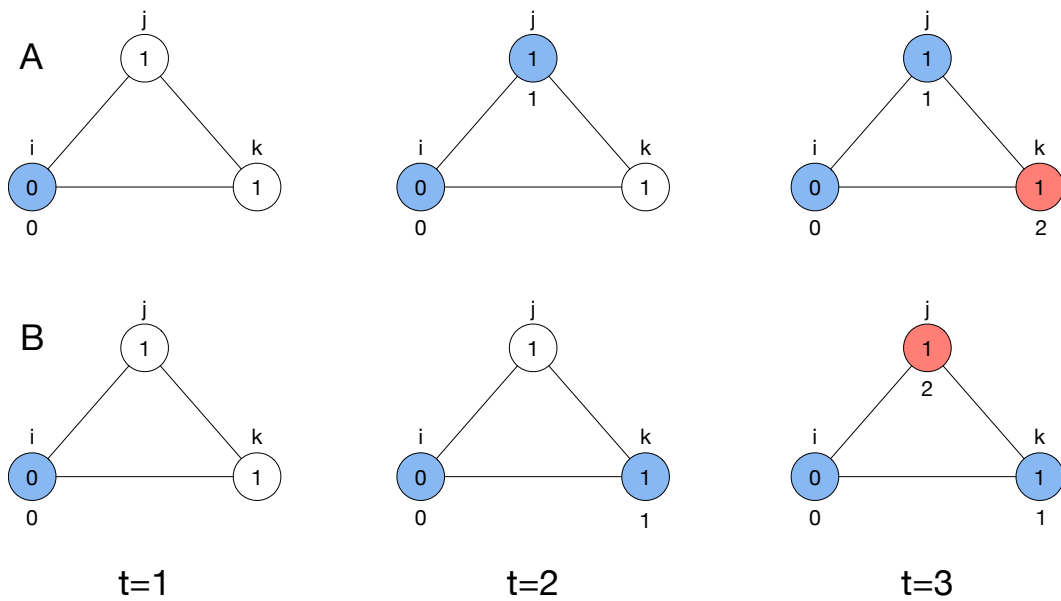 j j j
A 1 1 1
1 1
i k i k i k
0 1 0 1 0 1
0 0 0 2
j j j
B 1 1 1
2
i k i k i k
0 1 0 1 0 1
0 0 1 0 1
t=1 t=2 t=3